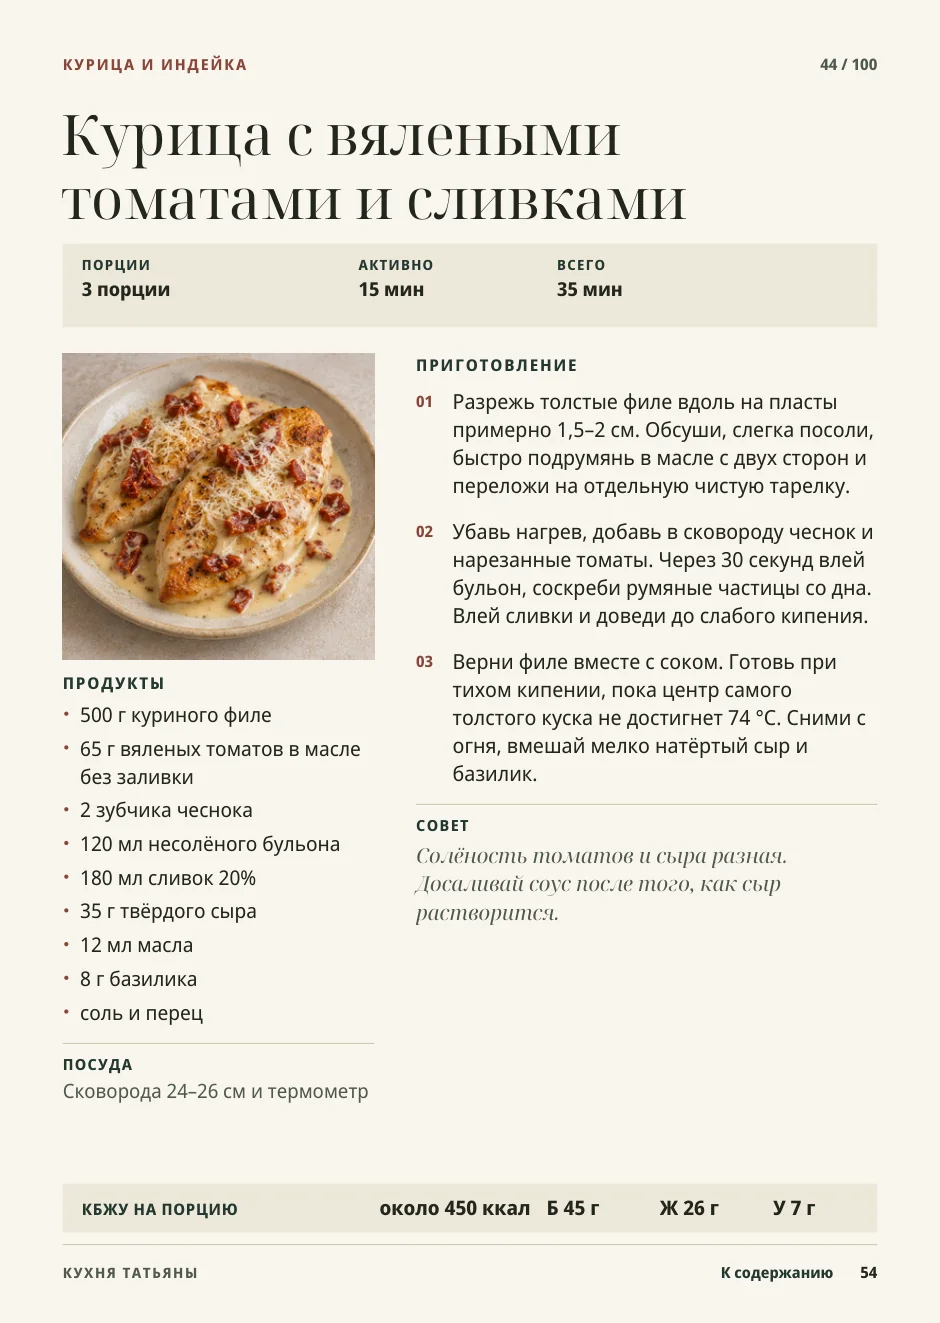 КУРИЦА И ИНДЕЙКА
44 / 100
Курица с вялеными
томатами и сливками
ПОРЦИИ
3 порции
АКТИВНО
15 мин
ВСЕГО
35 мин
ПРОДУКТЫ
• 500 г куриного филе
• 65 г вяленых томатов в масле
без заливки
• 2 зубчика чеснока
• 120 мл несолёного бульона
• 180 мл сливок 20%
• 35 г твёрдого сыра
• 12 мл масла
• 8 г базилика
• соль и перец
ПОСУДА
Сковорода 24–26 см и термометр
ПРИГОТОВЛЕНИЕ
01 Разрежь толстые филе вдоль на пласты
примерно 1,5–2 см. Обсуши, слегка посоли,
быстро подрумянь в масле с двух сторон и
переложи на отдельную чистую тарелку.
02 Убавь нагрев, добавь в сковороду чеснок и
нарезанные томаты. Через 30 секунд влей
бульон, соскреби румяные частицы со дна.
Влей сливки и доведи до слабого кипения.
03 Верни филе вместе с соком. Готовь при
тихом кипении, пока центр самого
толстого куска не достигнет 74 °C. Сними с
огня, вмешай мелко натёртый сыр и
базилик.
СОВЕТ
Солёность томатов и сыра разная.
Досаливай соус после того, как сыр
растворится.
КБЖУ НА ПОРЦИЮ
около 450 ккал Б 45 г Ж 26 г У 7 г
КУХНЯ ТАТЬЯНЫ
К содержанию 54